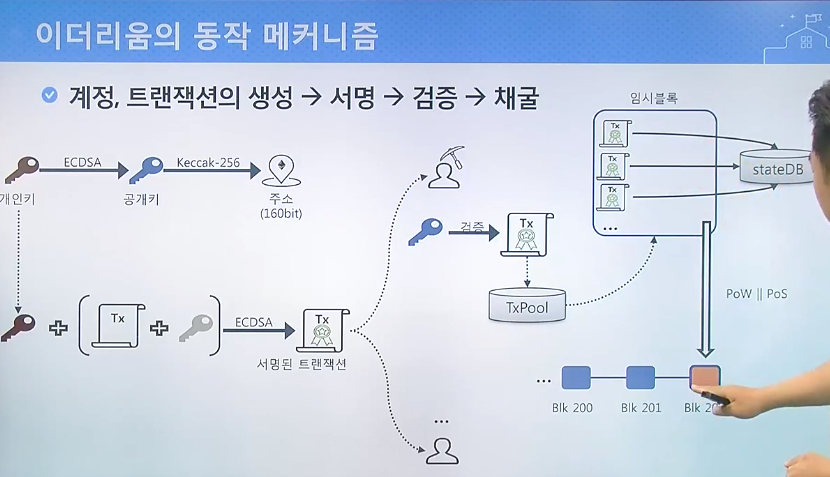 이더리움의 동작 메커니즘
계정, 트랜잭션의 생성 → 서명 → 검증 → 채굴
임시블록
ECDSA
Keccak-256
개인키
공개키
주소
(160bit)
Tx
Tx
Tx
...
stateDB
검증
Tx
TxPool
PoW || PoS
Tx
ECDSA
Tx
서명된 트랜잭션
...
...
Blk 200
Blk 201
Blk